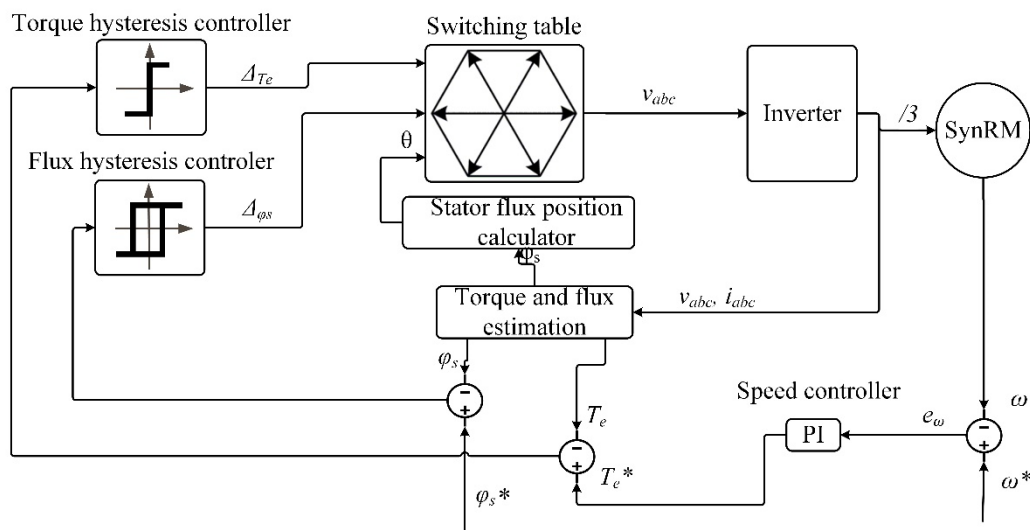 Torque hysteresis controller
Δ_Te
Flux hysteresis controler
Δ_φs
Switching table
θ
v_abc
Inverter
/3
SynRM
Stator flux position
calculator
φ_s
Torque and flux
estimation
v_abc, i_abc
φ_s
-
+
T_e
-
+
T_e*
φ_s*
Speed controller
PI
e_ω
ω
-
+
ω*